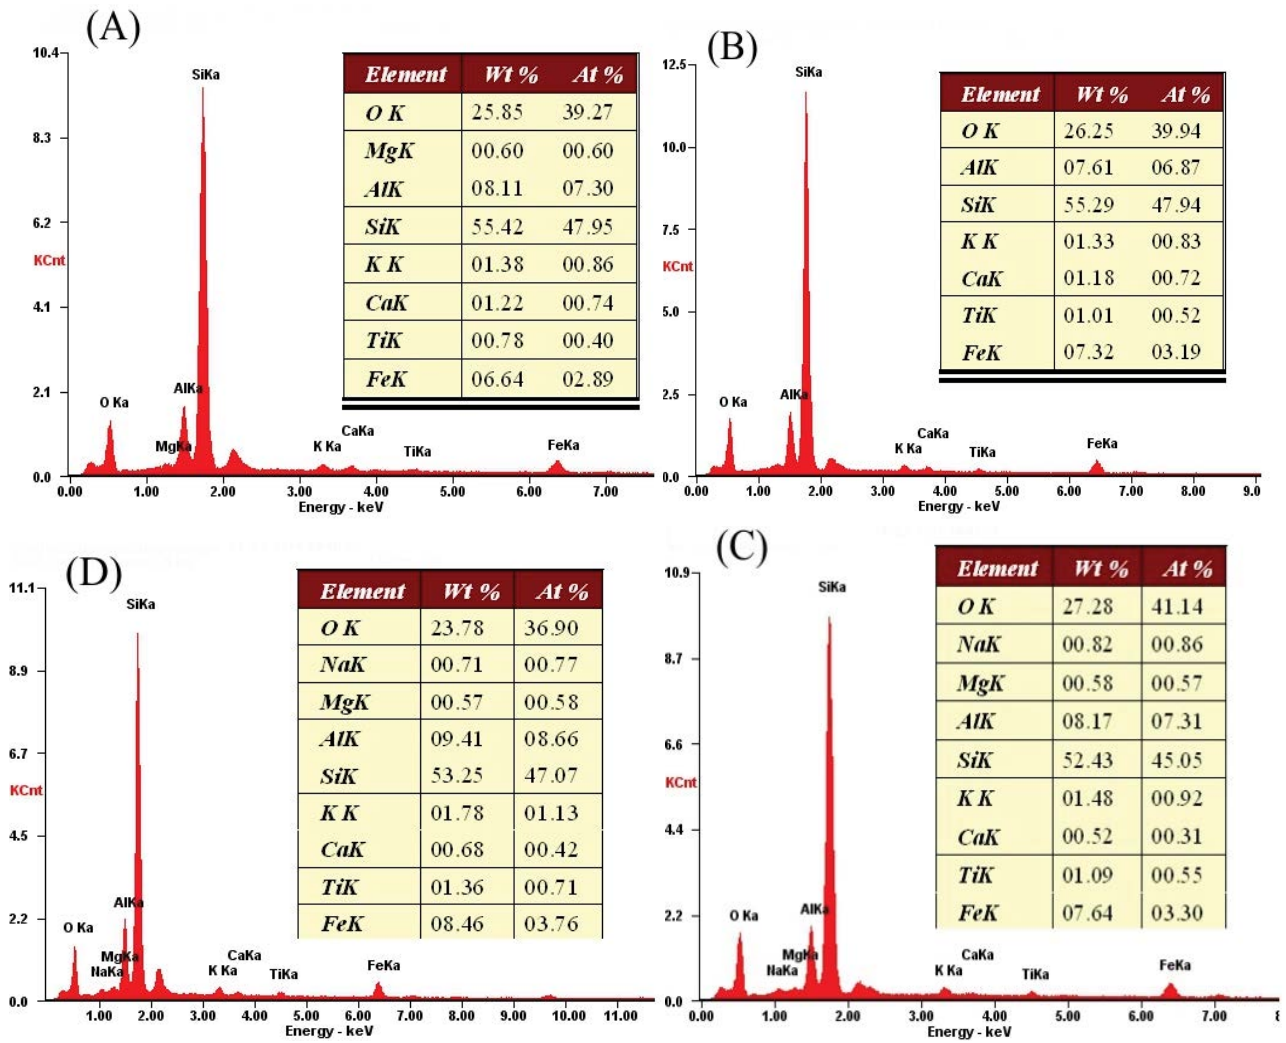 (A)
10.4
8.3
6.2
KCnt
4.1
2.1
0.0
SiKa
AlKa
O Ka
MgKa
K Ka
CaKa
TiKa
FeKa
0.00 1.00 2.00 3.00 4.00 5.00 6.00 7.00
Energy - keV
Element Wt % At %
O K 25.85 39.27
MgK 00.60 00.60
AlK 08.11 07.30
SiK 55.42 47.95
K K 01.38 00.86
CaK 01.22 00.74
TiK 00.78 00.40
FeK 06.64 02.89
(B)
12.5
10.0
7.5
KCnt
5.0
2.5
0.0
SiKa
AlKa
O Ka
K Ka
CaKa
TiKa
FeKa
0.00 1.00 2.00 3.00 4.00 5.00 6.00 7.00 8.00 9.0
Energy - keV
Element Wt % At %
O K 26.25 39.94
AlK 07.61 06.87
SiK 55.29 47.94
K K 01.33 00.83
CaK 01.18 00.72
TiK 01.01 00.52
FeK 07.32 03.19
(D)
11.1
8.9
6.7
KCnt
4.5
2.2
0.0
SiKa
AlKa
O Ka
MgKa
NaKa
CaKa
K Ka
TiKa
FeKa
1.00 2.00 3.00 4.00 5.00 6.00 7.00 8.00 9.00 10.00 11.00
Energy - keV
Element Wt % At %
O K 23.78 36.90
NaK 00.71 00.77
MgK 00.57 00.58
AlK 09.41 08.66
SiK 53.25 47.07
K K 01.78 01.13
CaK 00.68 00.42
TiK 01.36 00.71
FeK 08.46 03.76
(C)
10.9
8.7
6.6
KCnt
4.4
2.2
0.0
SiKa
AlKa
O Ka
MgKa
NaKa
CaKa
K Ka
TiKa
FeKa
0.00 1.00 2.00 3.00 4.00 5.00 6.00 7.00
Energy - keV
Element Wt % At %
O K 27.28 41.14
NaK 00.82 00.86
MgK 00.58 00.57
AlK 08.17 07.31
SiK 52.43 45.05
K K 01.48 00.92
CaK 00.52 00.31
TiK 01.09 00.55
FeK 07.64 03.30